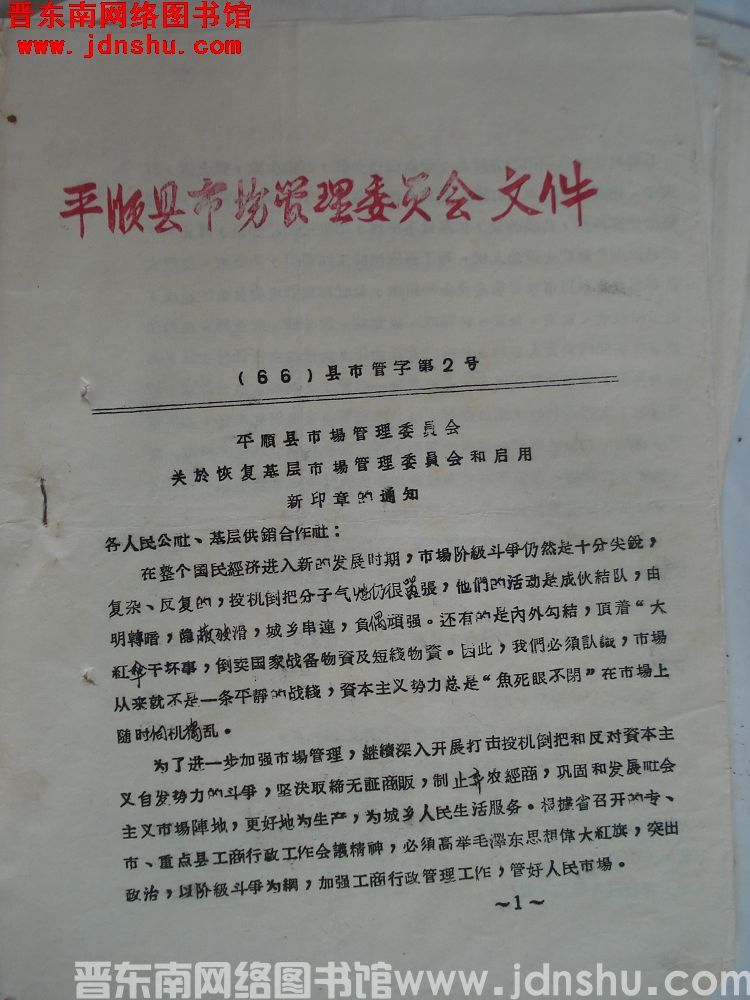 晋东南网络图书馆
www.jdnshu.com
平顺县市场管理委员会文件
(66)县市管字第2号
平順县市場管理委員会
关於恢复基层市場管理委員会和启用
新印章的通知
各人民公社、基层供銷合作社：
在整个国民經济进入新的发展时期，市場阶級斗爭仍然是十分尖銳，
复杂、反复的，投机倒把分子气焰仍很嚣張，他們的活动是成伙結队，由
明轉暗，隐蔽狡滑，城乡串連，負偶頑强。还有的是內外勾結，頂着“大
紅伞干坏事，倒卖国家战备物資及短綫物資。因此，我們必須认識，市場
从来就不是一条平靜的战綫，資本主义势力总是“魚死眼不閉”在市場上
随时伺机捣乱。
为了进一步加强市場管理，継續深入开展打击投机倒把和反对資本主
义自发势力的斗爭，坚决取締无証商販，制止弃农經商，巩固和发展社会
主义市場陣地，更好地为生产，为城乡人民生活服务。根據省召开的专、
市、重点县工商行政工作会議精神，必須高举毛澤东思想偉大紅旗，突出
政治，以阶級斗爭为綱，加强工商行政管理工作，管好人民市場。
~1~
晋东南网络图书馆www.jdnshu.com